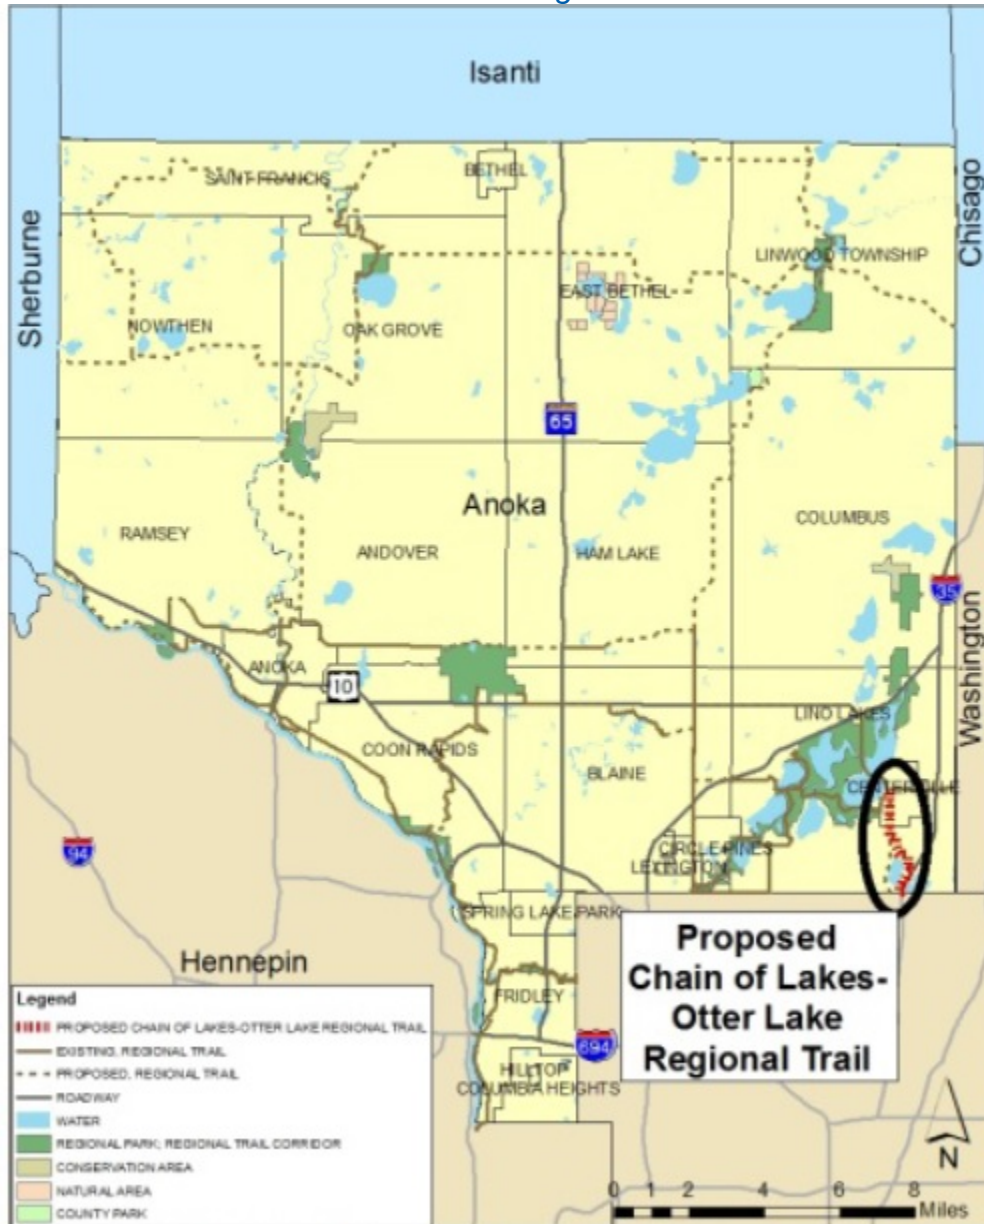 Isanti
Sherburne
Chisago
SAINT FRANCIS
BETHEL
LINWOOD TOWNSHIP
EAST BETHEL
NOWTHEN
OAK GROVE
65
Anoka
RAMSEY
ANDOVER
HAM LAKE
COLUMBUS
35
Washington
ANOKA
10
LINO LAKES
COON RAPIDS
BLAINE
CENTERVILLE
94
CIRCLE PINES
LEXINGTON
SPRING LAKE PARK
Hennepin
FRIDLEY
694
HILLTOP
COLUMBIA HEIGHTS
Proposed
Chain of Lakes-
Otter Lake
Regional Trail
Legend
PROPOSED CHAIN OF LAKES-OTTER LAKE REGIONAL TRAIL
EXISTING, REGIONAL TRAIL
PROPOSED, REGIONAL TRAIL
ROADWAY
WATER
REGIONAL PARK; REGIONAL TRAIL CORRIDOR
CONSERVATION AREA
NATURAL AREA
COUNTY PARK
N
0 1 2 4 6 8
Miles